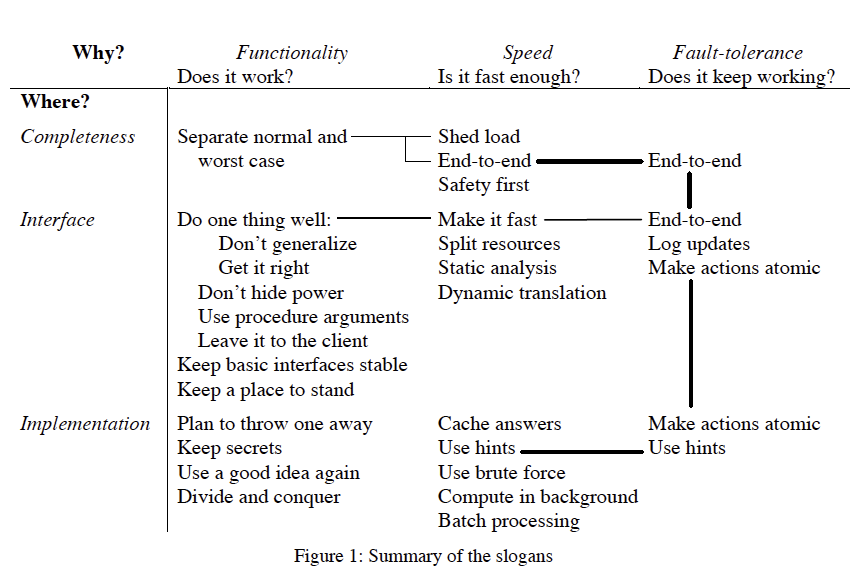 Why? Functionality Speed Fault-tolerance
Does it work? Is it fast enough? Does it keep working?
Where?
Completeness Separate normal and Shed load
worst case End-to-end End-to-end
Safety first
Interface Do one thing well: Make it fast End-to-end
Don’t generalize Split resources Log updates
Get it right Static analysis Make actions atomic
Don’t hide power Dynamic translation
Use procedure arguments
Leave it to the client
Keep basic interfaces stable
Keep a place to stand
Implementation Plan to throw one away Cache answers Make actions atomic
Keep secrets Use hints Use hints
Use a good idea again Use brute force
Divide and conquer Compute in background
Batch processing
Figure 1: Summary of the slogans